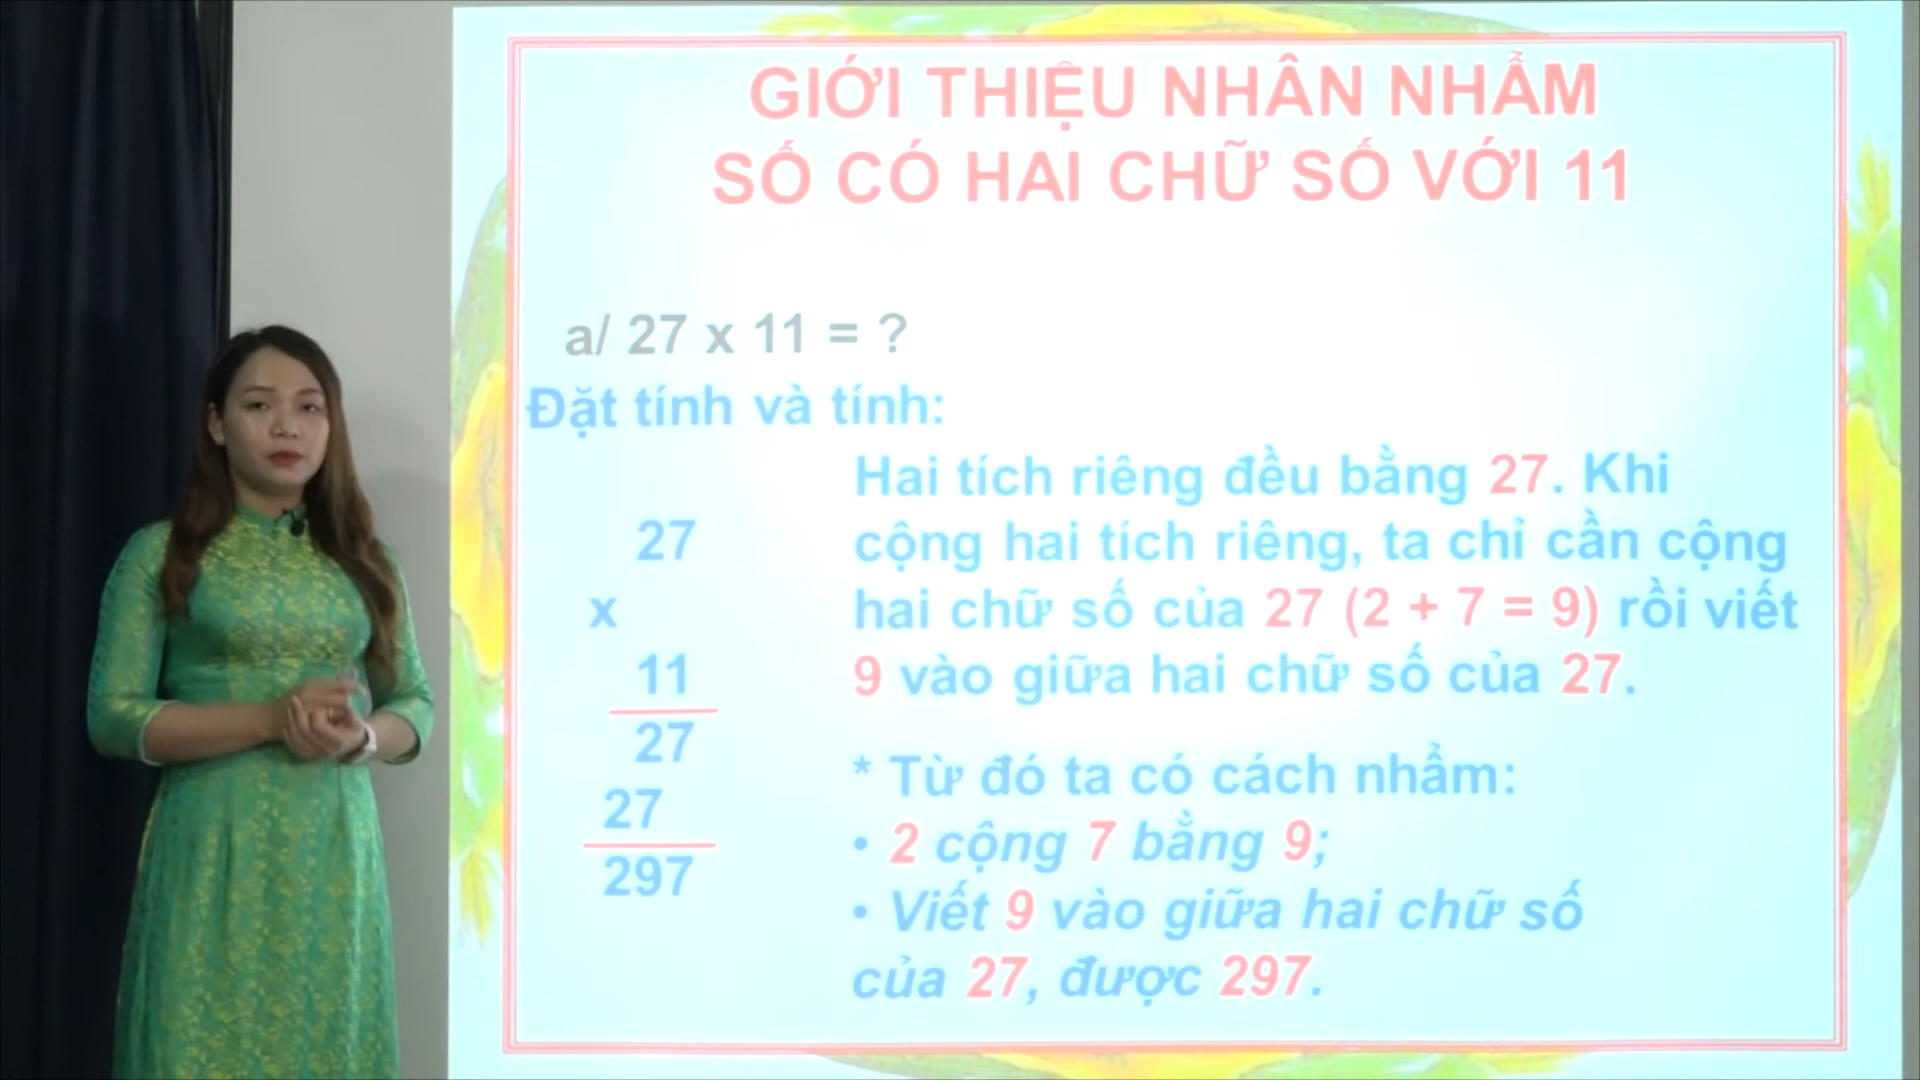 GIỚI THIỆU NHÂN NHẨM
SỐ CÓ HAI CHỮ SỐ VỚI 11
a/ 27 x 11 = ?
Đặt tính và tính:
27
x
11
27
27
297
Hai tích riêng đều bằng 27. Khi
cộng hai tích riêng, ta chỉ cần cộng
hai chữ số của 27 (2 + 7 = 9) rồi viết
9 vào giữa hai chữ số của 27.
* Từ đó ta có cách nhẩm:
• 2 cộng 7 bằng 9;
• Viết 9 vào giữa hai chữ số
của 27, được 297.